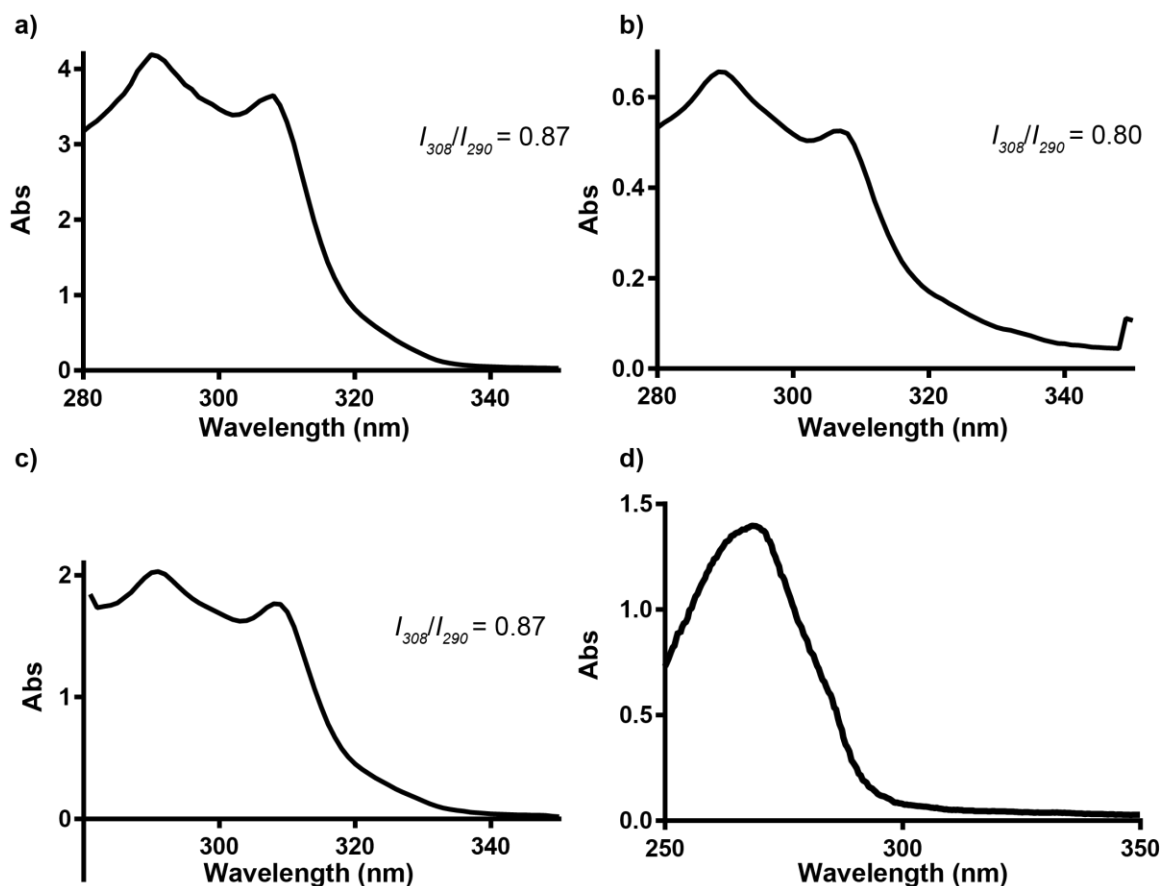 a)
4
3
2
1
0
Abs
280
300
320
340
Wavelength (nm)
I308/I290 = 0.87
b)
0.6
0.4
0.2
0.0
Abs
280
300
320
340
Wavelength (nm)
I308/I290 = 0.80
c)
2
1
0
Abs
300
320
340
Wavelength (nm)
I308/I290 = 0.87
d)
1.5
1.0
0.5
0.0
Abs
250
300
350
Wavelength (nm)